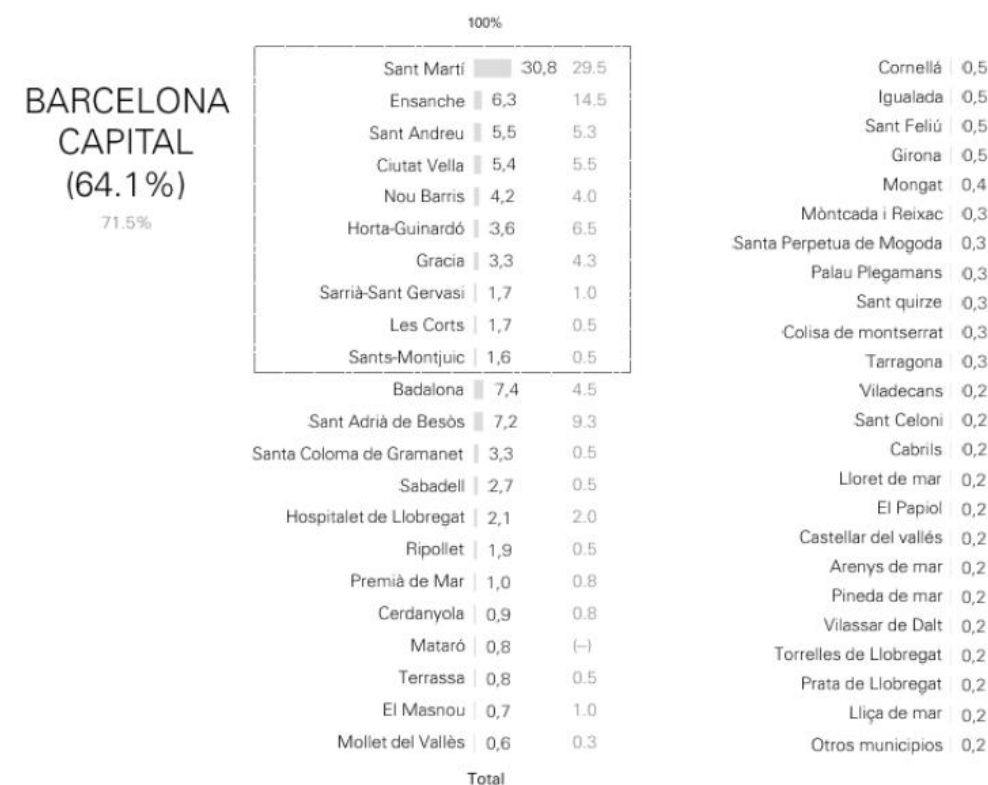 100%
BARCELONA
CAPITAL
(64.1%)
71.5%
Sant Martí 30,8 29.5
Ensanche 6,3 14.5
Sant Andreu 5,5 5.3
Ciutat Vella 5,4 5.5
Nou Barris 4,2 4.0
Horta-Guinardó 3,6 6.5
Gracia 3,3 4.3
Sarrià-Sant Gervasi 1,7 1.0
Les Corts 1,7 0.5
Sants-Montjuic 1,6 0.5
Badalona 7,4 4.5
Sant Adrià de Besòs 7,2 9.3
Santa Coloma de Gramanet 3,3 0.5
Sabadell 2,7 0.5
Hospitalet de Llobregat 2,1 2.0
Ripollet 1,9 0.5
Premià de Mar 1,0 0.8
Cerdanyola 0,9 0.8
Mataró 0,8 (–)
Terrassa 0,8 0.5
El Masnou 0,7 1.0
Mollet del Vallès 0,6 0.3
Total
Cornellá 0,5
Igualada 0,5
Sant Feliú 0,5
Girona 0,5
Mongat 0,4
Mòntcada i Reixac 0,3
Santa Perpetua de Mogoda 0,3
Palau Plegamans 0,3
Sant quirze 0,3
Colisa de montserrat 0,3
Tarragona 0,3
Viladecans 0,2
Sant Celoni 0,2
Cabrils 0,2
Lloret de mar 0,2
El Papiol 0,2
Castellar del vallés 0,2
Arenys de mar 0,2
Pineda de mar 0,2
Vilassar de Dalt 0,2
Torrelles de Llobregat 0,2
Prata de Llobregat 0,2
Lliça de mar 0,2
Otros municipios 0,2